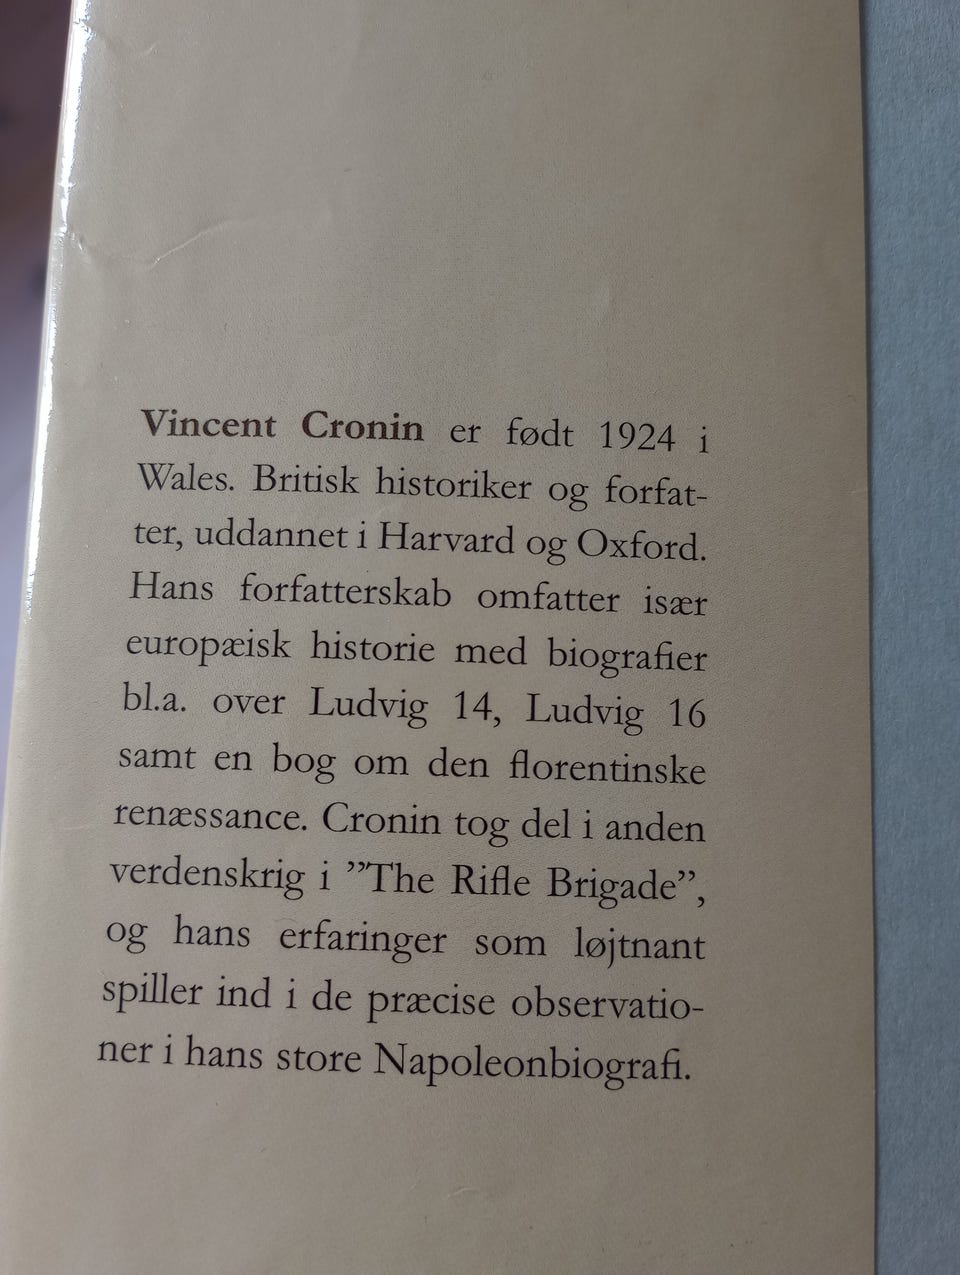 Vincent Cronin er født 1924 i
Wales. Britisk historiker og forfat-
ter, uddannet i Harvard og Oxford.
Hans forfatterskab omfatter især
europæisk historie med biografier
bl.a. over Ludvig 14, Ludvig 16
samt en bog om den florentinske
renæssance. Cronin tog del i anden
verdenskrig i ”The Rifle Brigade”,
og hans erfaringer som løjtnant
spiller ind i de præcise observatio-
ner i hans store Napoleonbiografi.